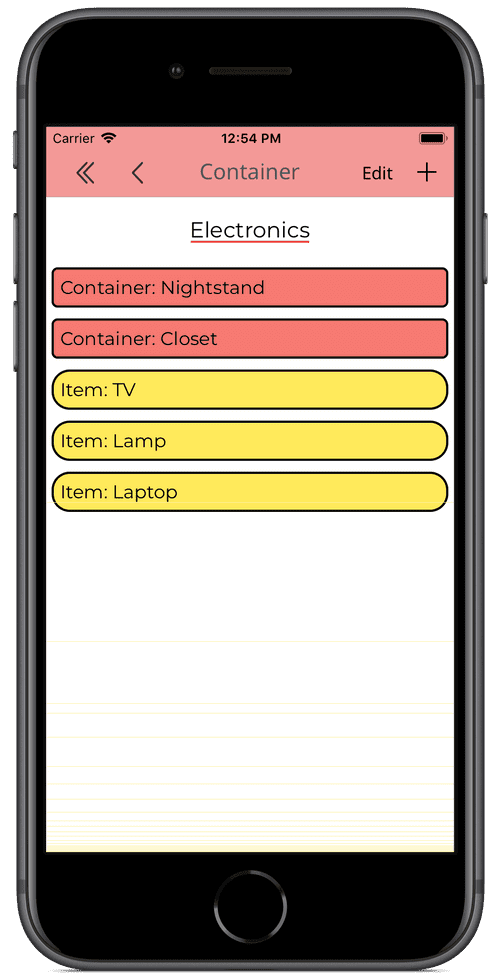 Carrier 12:54 PM
Container Edit
Electronics
Container: Nightstand
Container: Closet
Item: TV
Item: Lamp
Item: Laptop